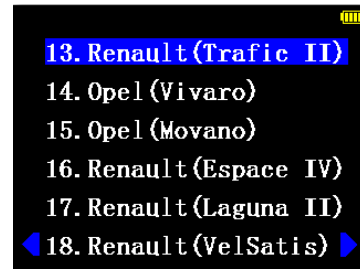 13.Renault(Trafic II)
14.Opel(Vivaro)
15.Opel(Movano)
16.Renault(Espace IV)
17.Renault(Laguna II)
18.Renault(VelSatis)